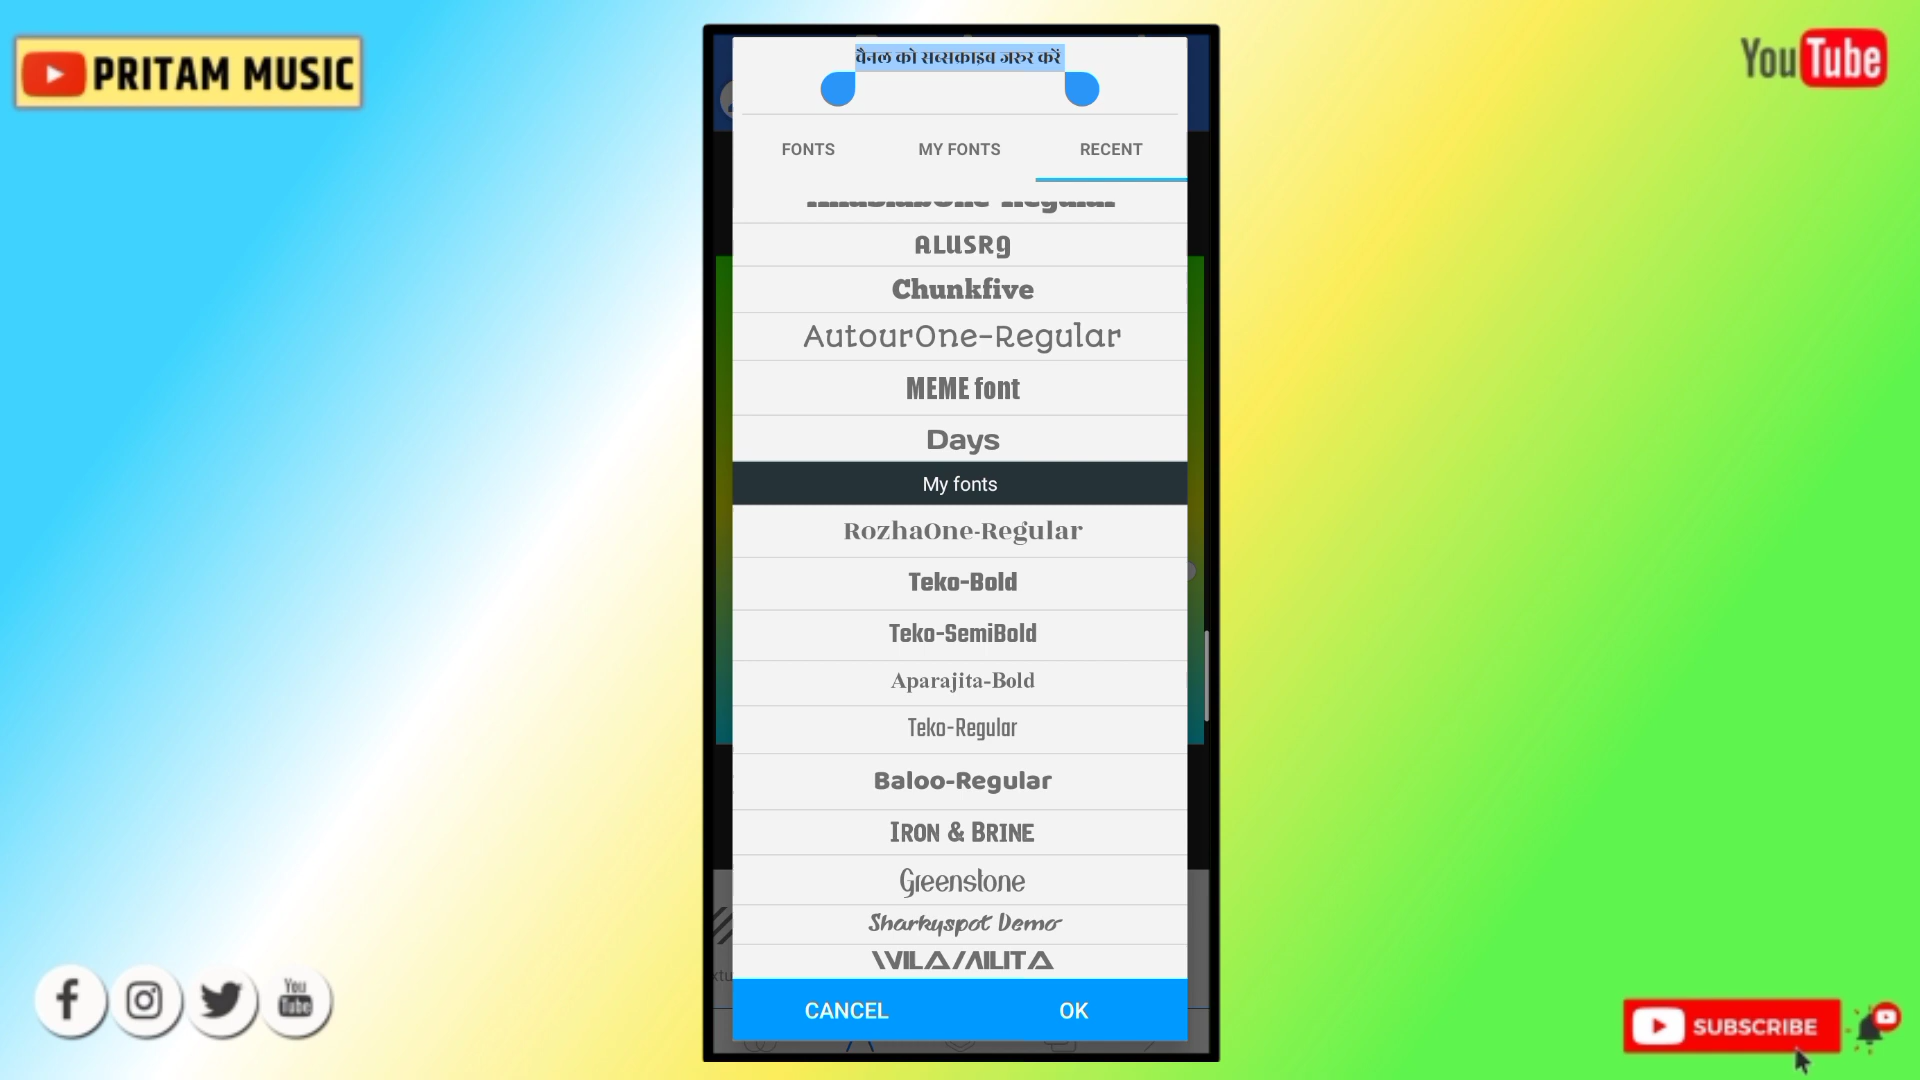 PRITAM MUSIC
YouTube
चैनल को सब्सक्राइब जरुर करें
FONTS MY FONTS RECENT
ALUSRG
Chunkfive
AutourOne-Regular
MEME font
Days
My fonts
RozhaOne-Regular
Teko-Bold
Teko-SemiBold
Aparajita-Bold
Teko-Regular
Baloo-Regular
IRON & BRINE
Greenstone
Sharkyspot Demo
CANCEL OK
You Tube
SUBSCRIBE